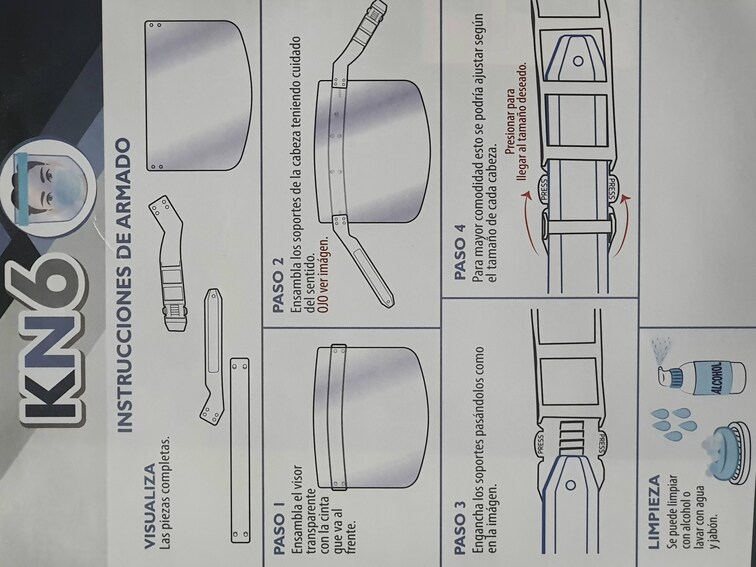 KN6
INSTRUCCIONES DE ARMADO
VISUALIZA
Las piezas completas.
PASO 1
Ensambla el visor
transparente
con la cinta
que va al
frente.
PASO 2
Ensambla los soportes de la cabeza teniendo cuidado
del sentido.
OJO ver imágen.
PASO 3
Engancha los soportes pasándolos como
en la imágen.
PRESS
PRESS
PASO 4
Para mayor comodidad esto se podría ajustar según
el tamaño de cada cabeza.
Presionar para
llegar al tamaño deseado.
PRESS
PRESS
LIMPIEZA
Se puede limpiar
con alcohol o
lavar con agua
y jabón.
ALCOHOL